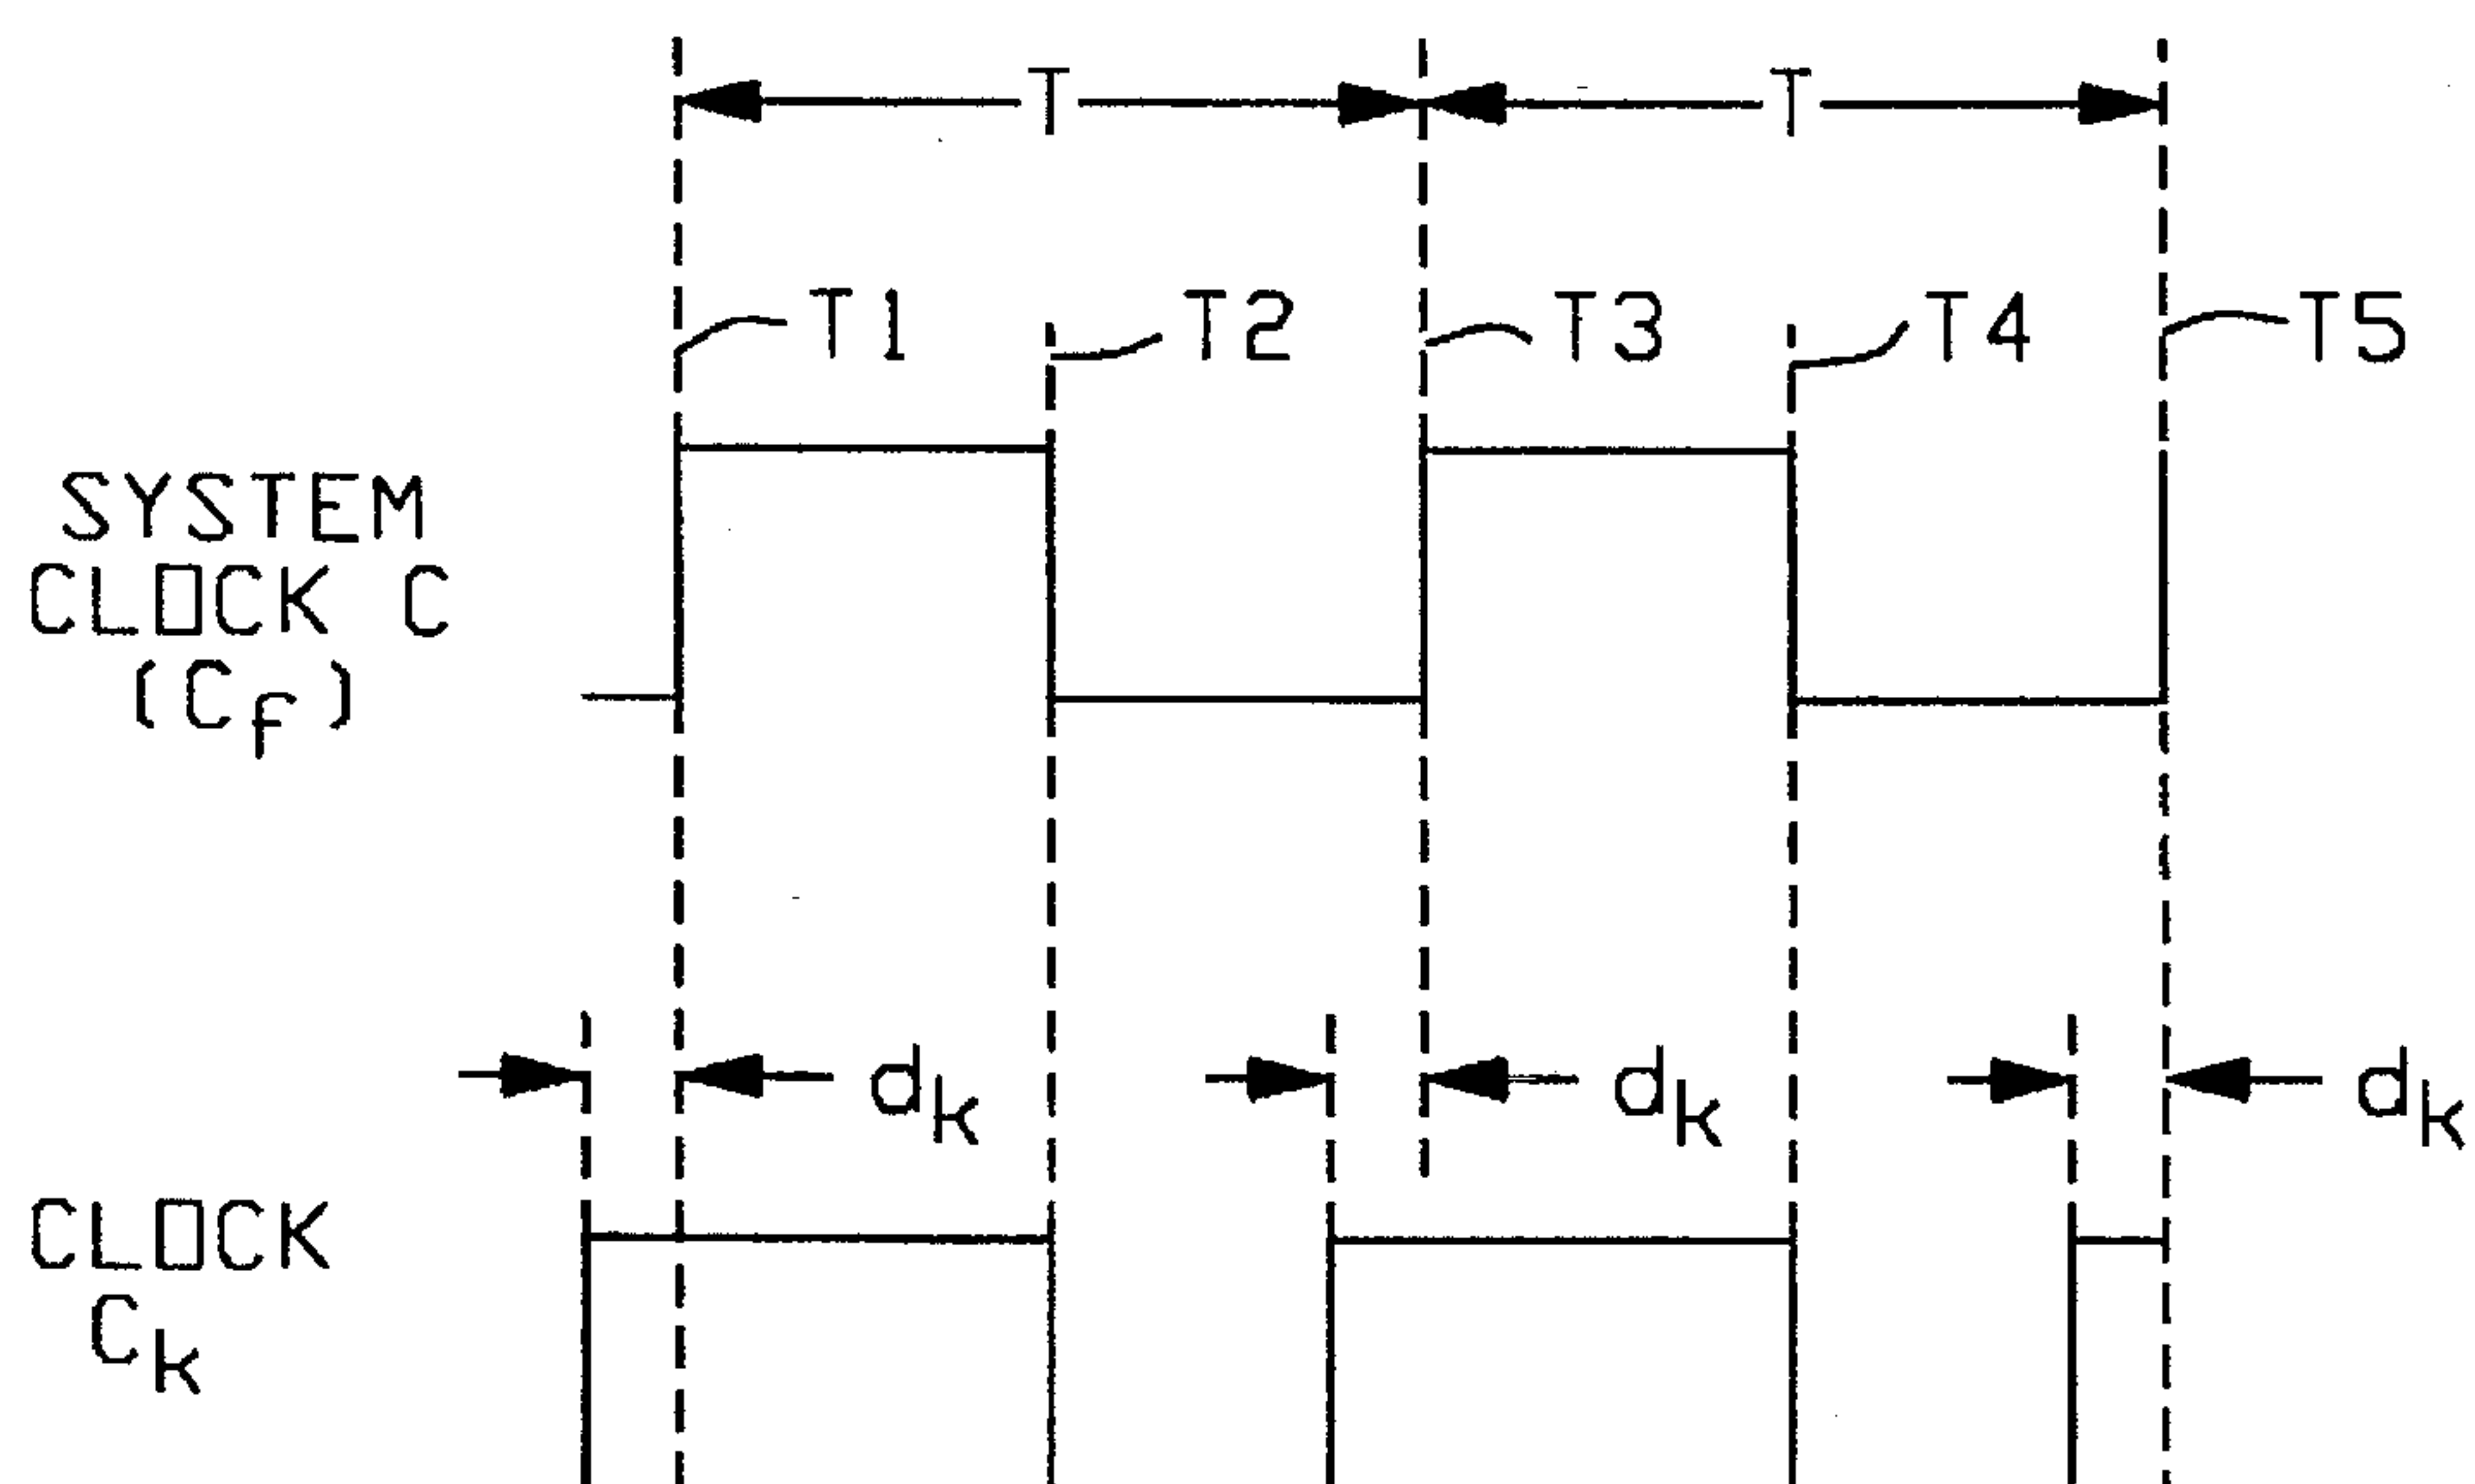 T T
T1 T2 T3 T4 T5
SYSTEM
CLOCK C
(Cf)
dk dk dk
CLOCK
Ck